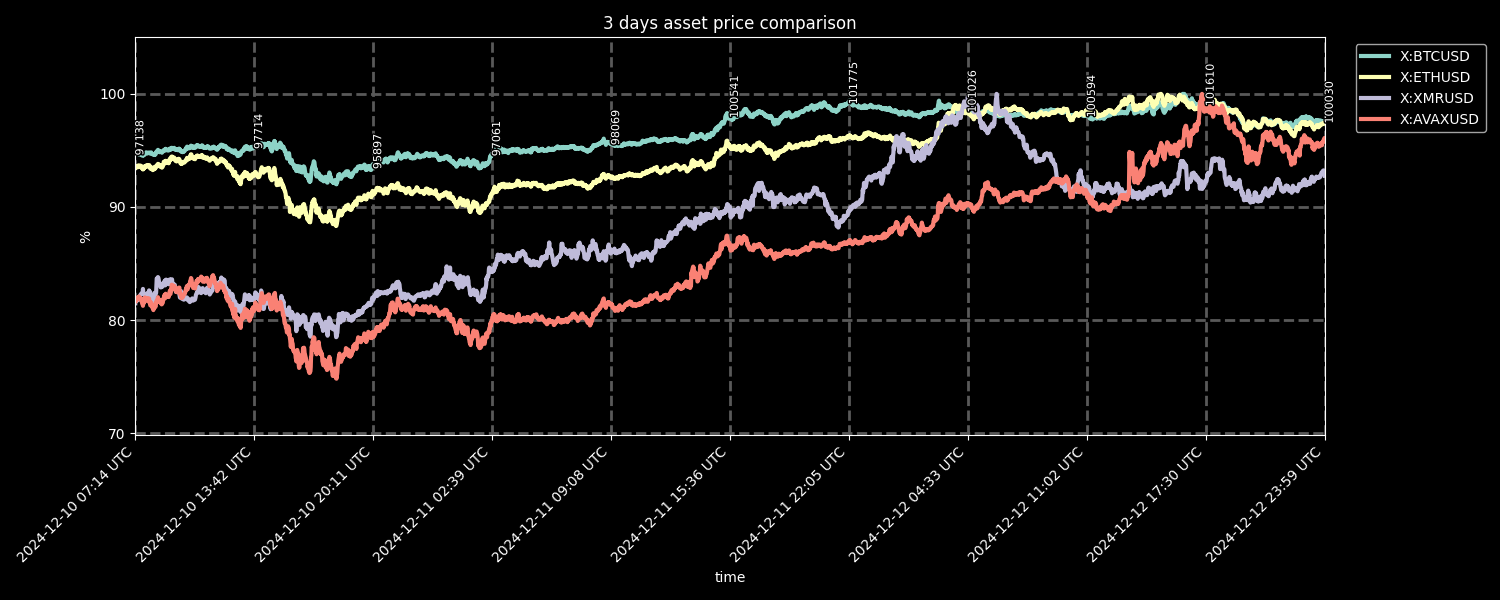 3 days asset price comparison
X:BTCUSD
X:ETHUSD
X:XMRUSD
X:AVAXUSD
100
90
80
70
%
97138
97714
95897
97061
98069
100541
101775
101026
100594
101610
100030
2024-12-10 07:14 UTC
2024-12-10 13:42 UTC
2024-12-10 20:11 UTC
2024-12-11 02:39 UTC
2024-12-11 09:08 UTC
2024-12-11 15:36 UTC
2024-12-11 22:05 UTC
2024-12-12 04:33 UTC
2024-12-12 11:02 UTC
2024-12-12 17:30 UTC
2024-12-12 23:59 UTC
time